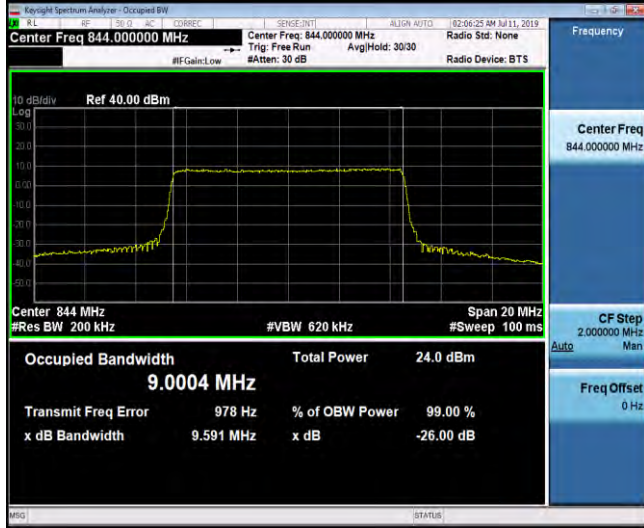 Keysight Spectrum Analyzer - Occupied BW
RL RF 50 Ω AC CORREC SENSE:INT ALIGN AUTO 02:06:25 AM Jul 11, 2019
Center Freq 844.000000 MHz
Center Freq: 844.000000 MHz
Radio Std: None
Trig: Free Run Avg|Hold: 30/30
#IFGain:Low
#Atten: 30 dB
Radio Device: BTS
10 dB/div Ref 40.00 dBm
Log
30.0
20.0
10.0
0.00
-10.0
-20.0
-30.0
-40.0
-50.0
Center 844 MHz
Span 20 MHz
#Res BW 200 kHz
#VBW 620 kHz
#Sweep 100 ms
Occupied Bandwidth
9.0004 MHz
Total Power 24.0 dBm
Transmit Freq Error 978 Hz
% of OBW Power 99.00 %
x dB Bandwidth 9.591 MHz
x dB -26.00 dB
MSG
STATUS
Frequency
Center Freq
844.000000 MHz
CF Step
2.000000 MHz
Auto Man
Freq Offset
0 Hz